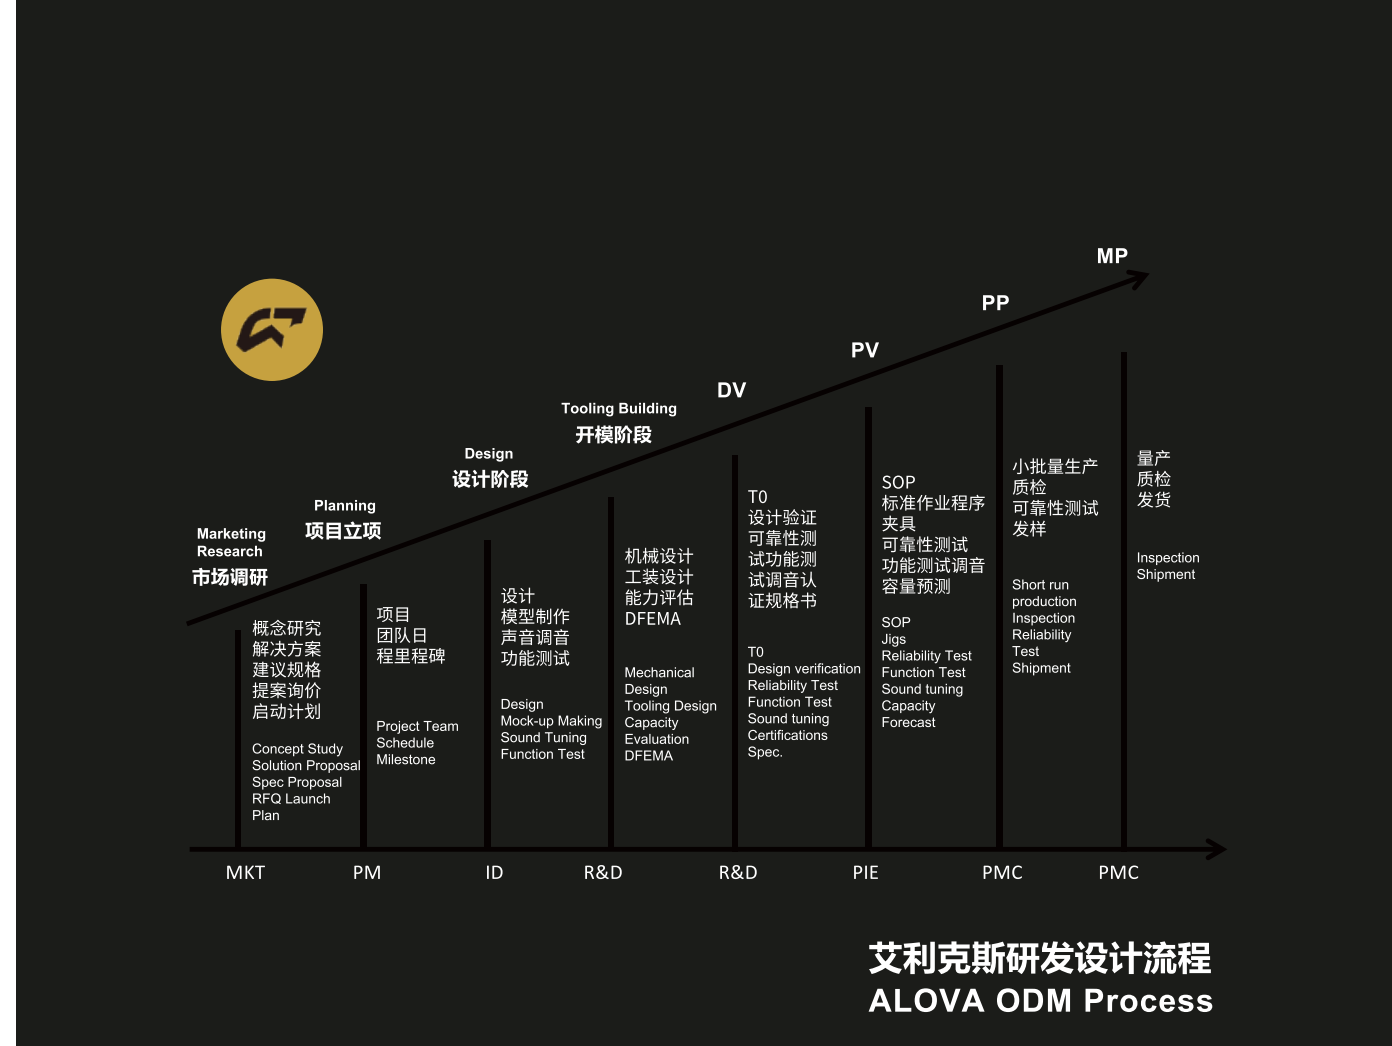 MP
PP
PV
DV
Tooling Building
开模阶段
Design
设计阶段
Planning
项目立项
Marketing
Research
市场调研
概念研究
解决方案
建议规格
提案询价
启动计划
Concept Study
Solution Proposal
Spec Proposal
RFQ Launch
Plan
项目
团队日
程里程碑
Project Team
Schedule
Milestone
设计
模型制作
声音调音
功能测试
Design
Mock-up Making
Sound Tuning
Function Test
机械设计
工装设计
能力评估
DFEMA
Mechanical
Design
Tooling Design
Capacity
Evaluation
DFEMA
T0
设计验证
可靠性测
试功能测
试调音认
证规格书
T0
Design verification
Reliability Test
Function Test
Sound tuning
Certifications
Spec.
SOP
标准作业程序
夹具
可靠性测试
功能测试调音
容量预测
SOP
Jigs
Reliability Test
Function Test
Sound tuning
Capacity
Forecast
小批量生产
质检
可靠性测试
发样
Short run
production
Inspection
Reliability
Test
Shipment
量产
质检
发货
Inspection
Shipment
MKT
PM
ID
R&D
R&D
PIE
PMC
PMC
艾利克斯研发设计流程
ALOVA ODM Process